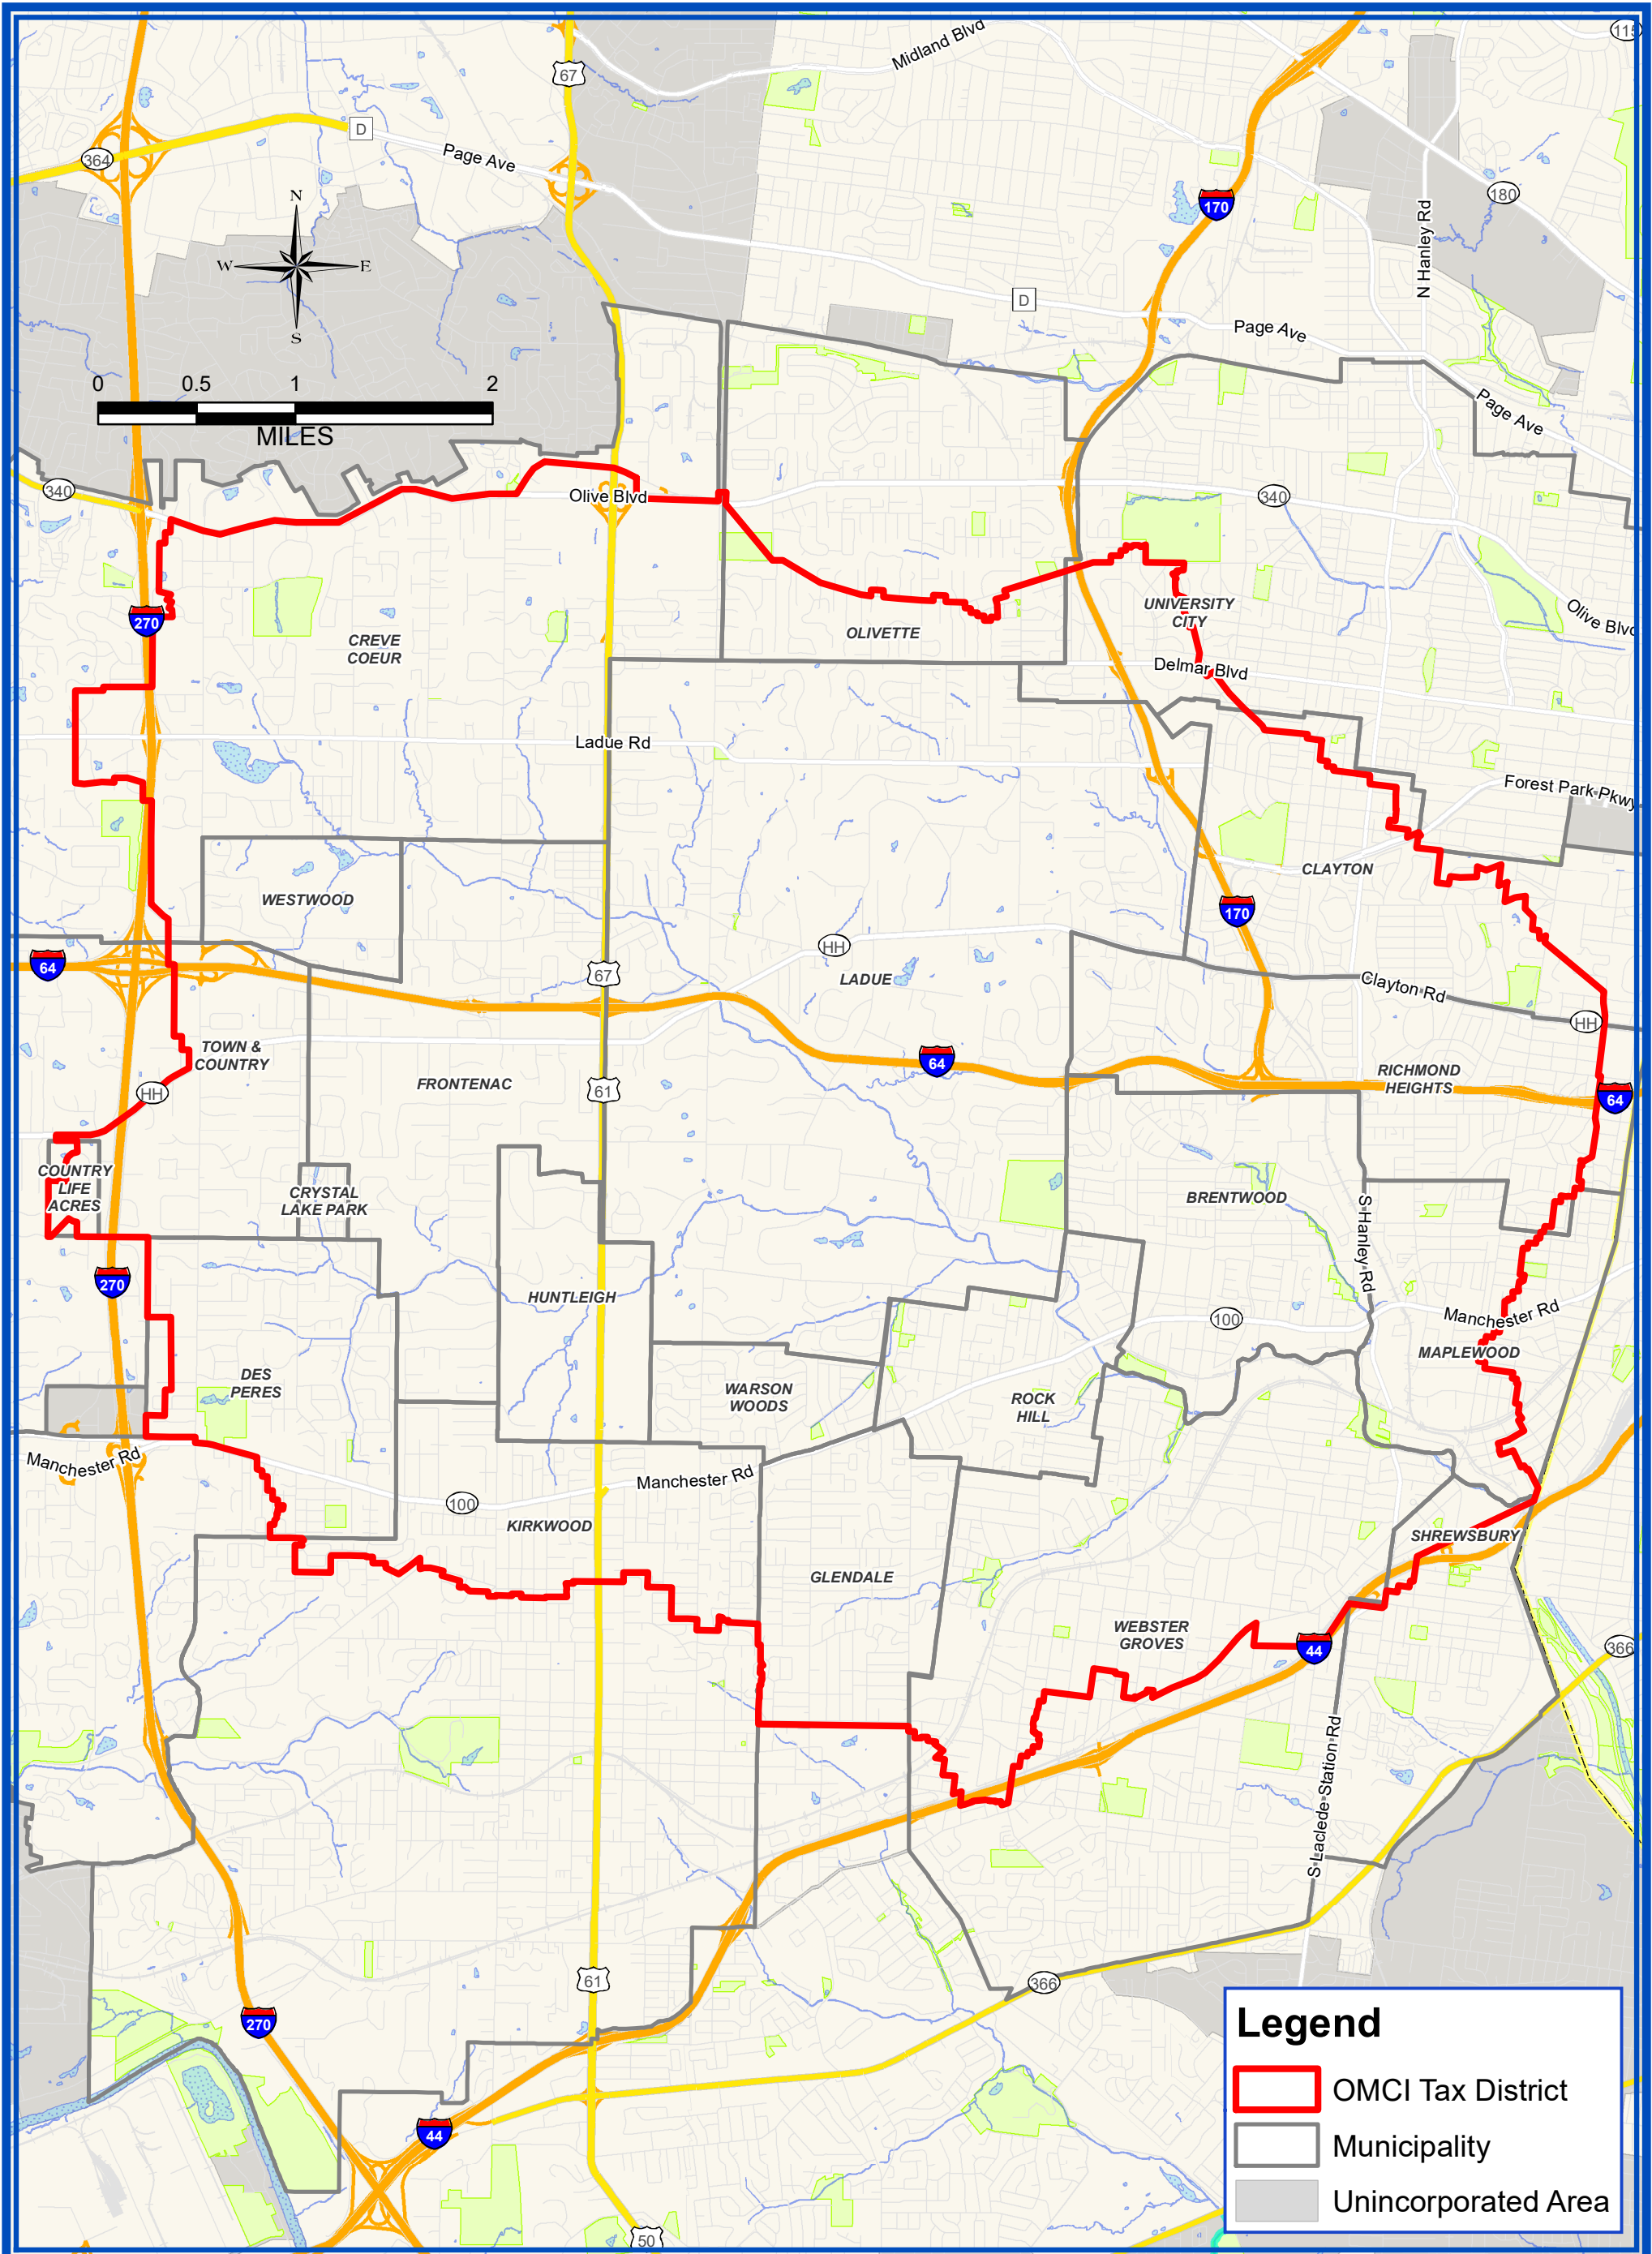 115
Midland Blvd
67
D
364
Page Ave
180
N
W E
S
170
N Hanley Rd
D
Page Ave
0 0.5 1 2
MILES
Page Ave
340
Olive Blvd
340
270
CREVE
COEUR
OLIVETTE
UNIVERSITY
CITY
Olive Blvd
Delmar Blvd
Ladue Rd
Forest Park Pkwy
WESTWOOD
CLAYTON
170
64
67
HH
LADUE
Clayton Rd
HH
TOWN &
COUNTRY
FRONTENAC
64
61
RICHMOND
HEIGHTS
64
HH
COUNTRY
LIFE
ACRES
CRYSTAL
LAKE PARK
BRENTWOOD
S Hanley Rd
270
HUNTLEIGH
100
Manchester Rd
MAPLEWOOD
DES
PERES
WARSON
WOODS
ROCK
HILL
Manchester Rd
Manchester Rd
100
KIRKWOOD
SHREWSBURY
GLENDALE
WEBSTER
GROVES
44
366
S Laclede Station Rd
61
366
270
44
50
Legend
OMCI Tax District
Municipality
Unincorporated Area